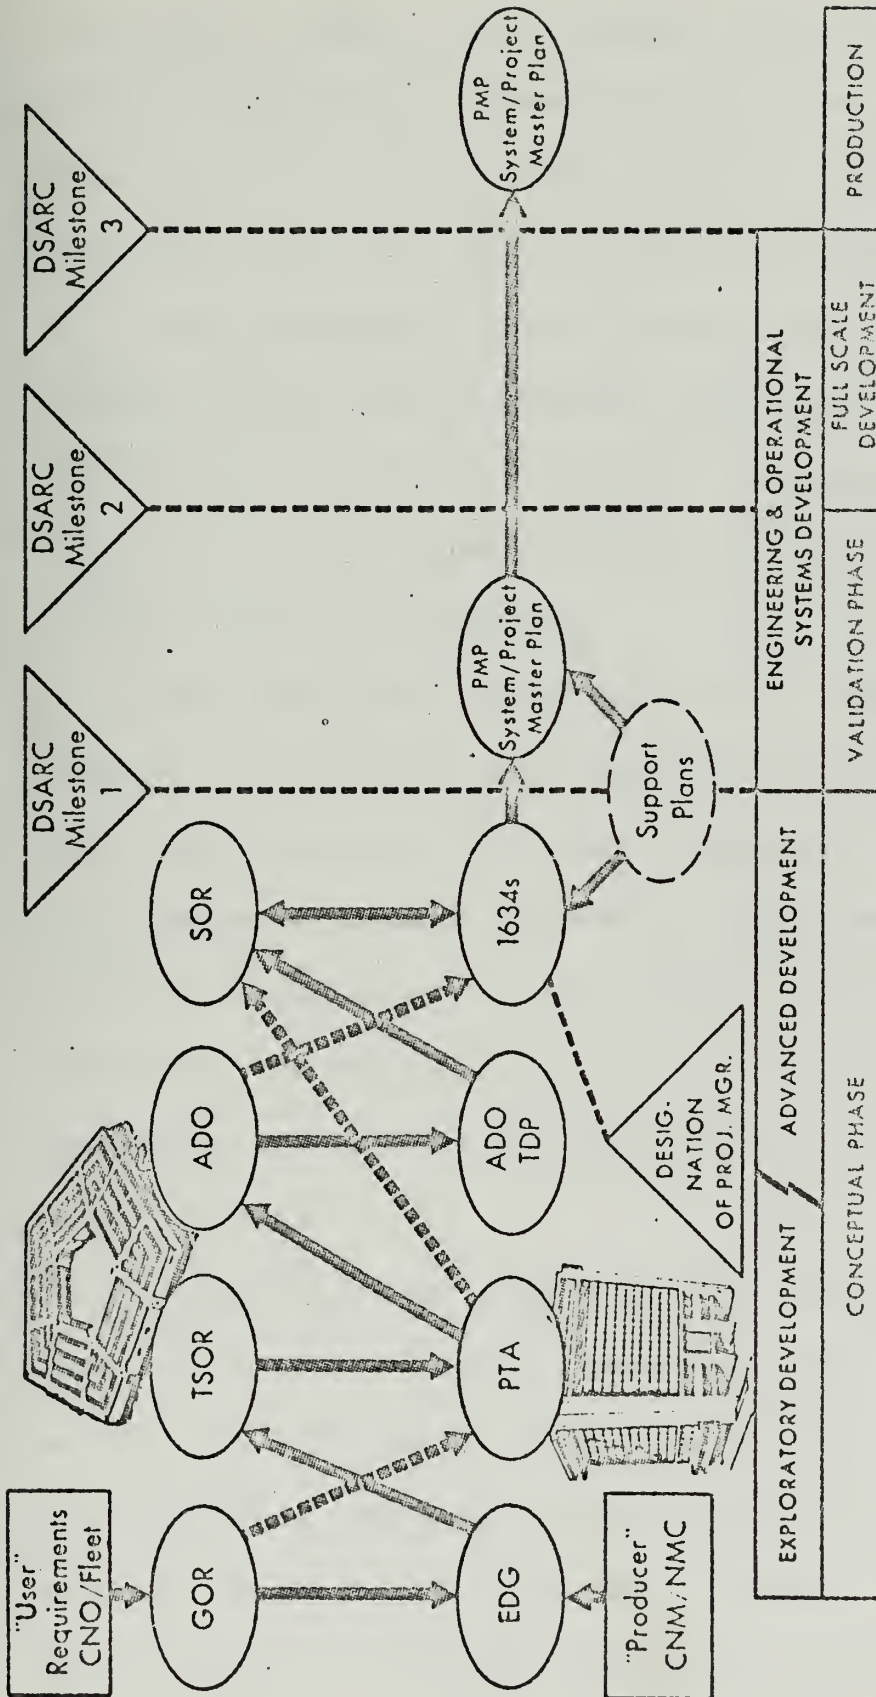 "User"
Requirements
CNO/Fleet
GOR
TSOR
ADO
SOR
DSARC
Milestone
1
DSARC
Milestone
2
DSARC
Milestone
3
EDG
PTA
ADO
TDP
1634s
PMP
System/Project
Master Plan
PMP
System/Project
Master Plan
"Producer"
CNM/NMC
DESIG-
NATION
OF PROJ. MGR.
Support
Plans
EXPLORATORY DEVELOPMENT
ADVANCED DEVELOPMENT
ENGINEERING & OPERATIONAL
SYSTEMS DEVELOPMENT
CONCEPTUAL PHASE
VALIDATION PHASE
FULL SCALE
DEVELOPMENT
PRODUCTION